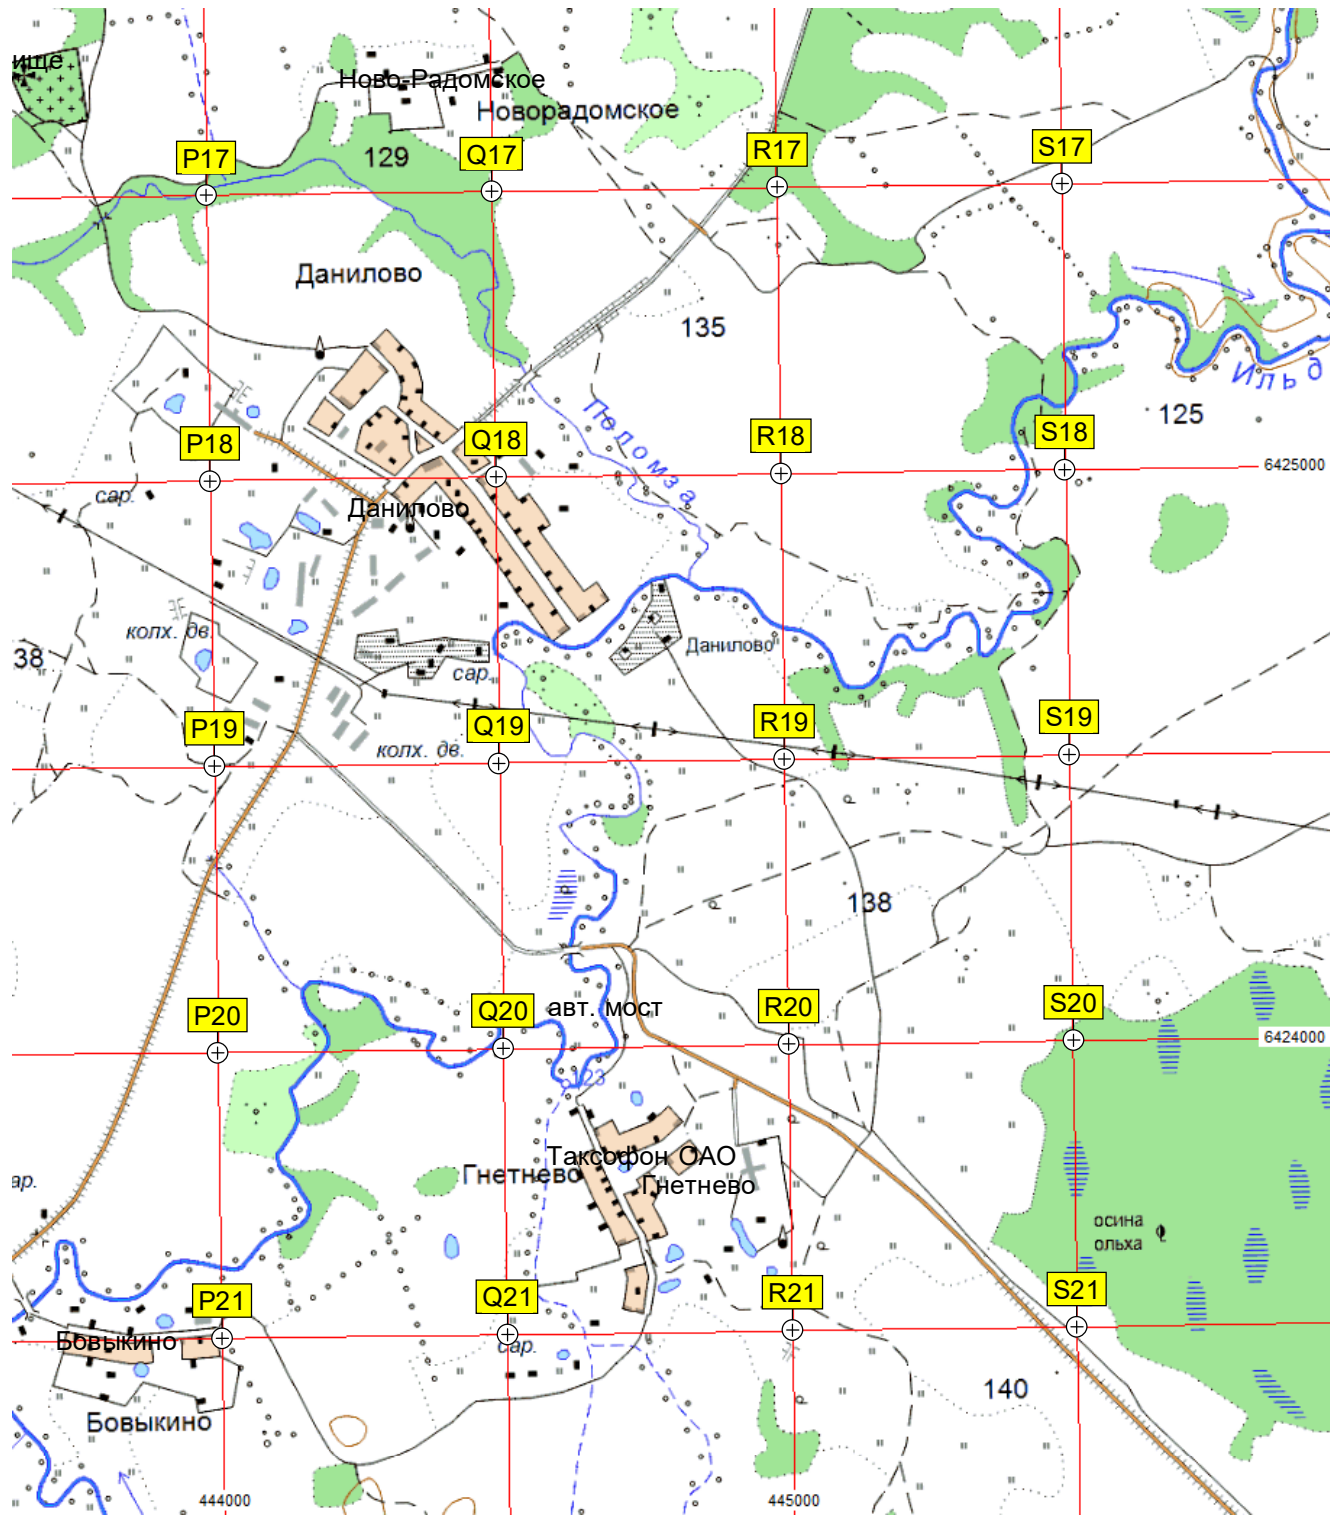 ище
Ново-Радомское
Новорадомское
129
P17
Q17
R17
S17
Данилово
135
Ильд
125
Поломза
P18
Q18
R18
S18
6425000
сар.
Данилово
колх. дв.
38
сар.
Данилово
P19
Q19
R19
S19
колх. дв.
138
P20
Q20
авт. мост
R20
S20
6424000
123
Таксофон ОАО
Гнетнево
Гнетнево
ар.
осина
ольха
P21
Q21
R21
S21
Бовыкино
сар.
140
Бовыкино
444000
445000